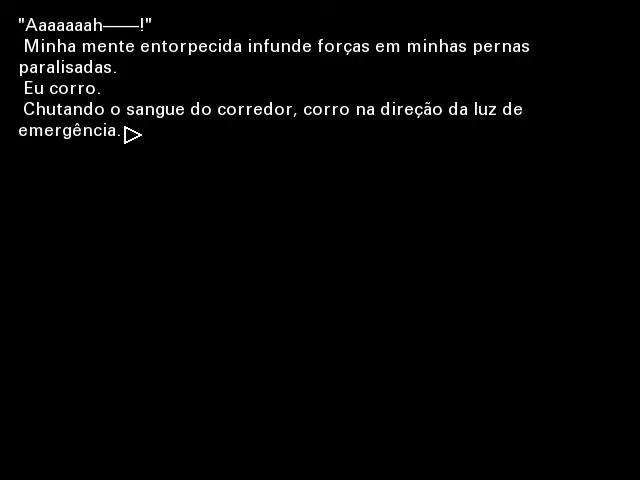 "Aaaaaaah――!"
Minha mente entorpecida infunde forças em minhas pernas
paralisadas.
Eu corro.
Chutando o sangue do corredor, corro na direção da luz de
emergência.